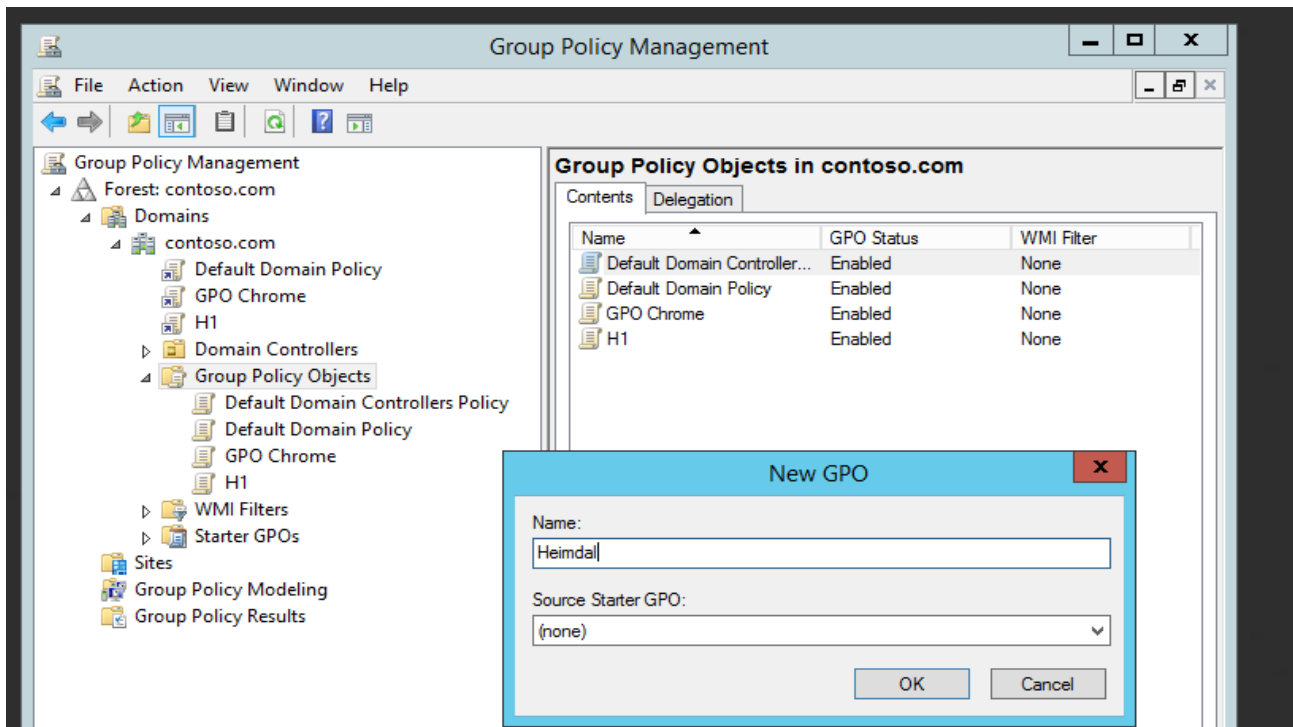 Group Policy Management
File Action View Window Help
Group Policy Management
Forest: contoso.com
Domains
contoso.com
Default Domain Policy
GPO Chrome
H1
Domain Controllers
Group Policy Objects
Default Domain Controllers Policy
Default Domain Policy
GPO Chrome
H1
WMI Filters
Starter GPOs
Sites
Group Policy Modeling
Group Policy Results
Group Policy Objects in contoso.com
Contents Delegation
Name GPO Status WMI Filter
Default Domain Controller... Enabled None
Default Domain Policy Enabled None
GPO Chrome Enabled None
H1 Enabled None
New GPO
Name:
Heimdal
Source Starter GPO:
(none)
OK Cancel